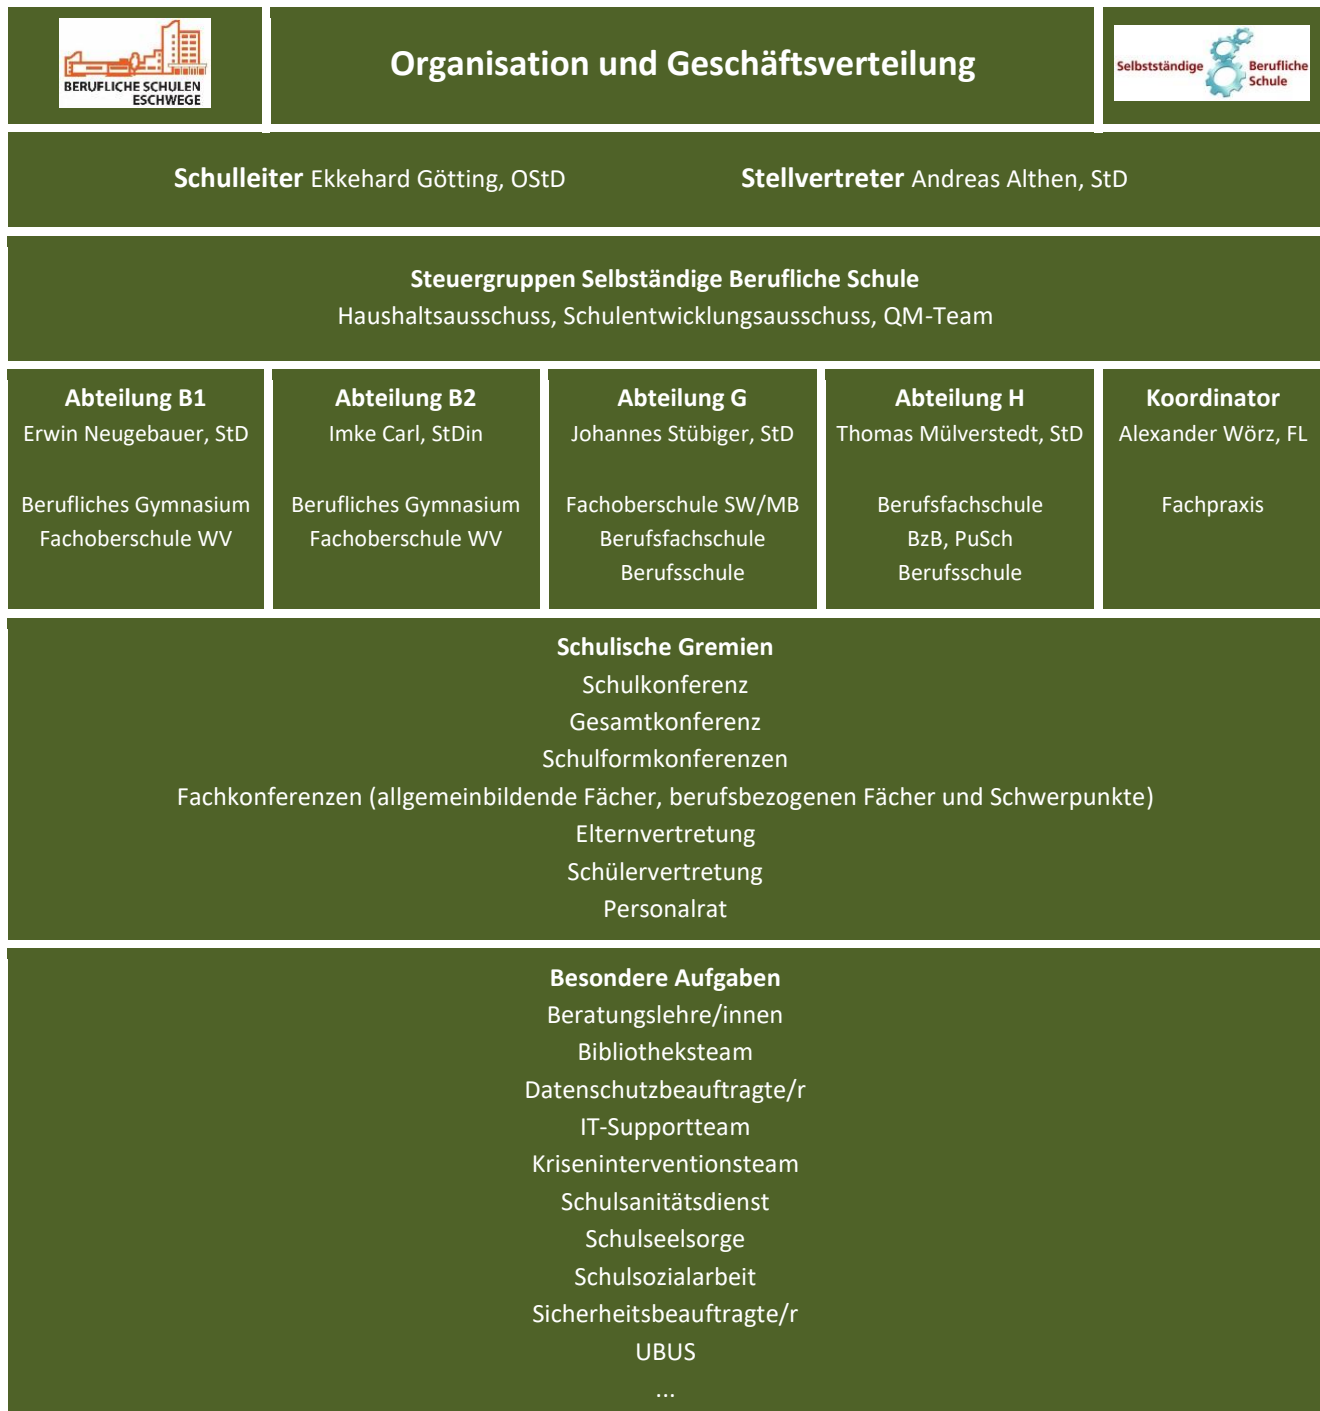 BERUFLICHE SCHULEN
ESCHWEGE
Organisation und Geschäftsverteilung
Selbstständige Berufliche
Schule
Schulleiter Ekkehard Götting, OStD
Stellvertreter Andreas Althen, StD
Steuergruppen Selbständige Berufliche Schule
Haushaltsausschuss, Schulentwicklungsausschuss, QM-Team
Abteilung B1
Erwin Neugebauer, StD
Berufliches Gymnasium
Fachoberschule WV
Abteilung B2
Imke Carl, StDin
Berufliches Gymnasium
Fachoberschule WV
Abteilung G
Johannes Stübiger, StD
Fachoberschule SW/MB
Berufsfachschule
Berufsschule
Abteilung H
Thomas Mülverstedt, StD
Berufsfachschule
BzB, PuSch
Berufsschule
Koordinator
Alexander Wörz, FL
Fachpraxis
Schulische Gremien
Schulkonferenz
Gesamtkonferenz
Schulformkonferenzen
Fachkonferenzen (allgemeinbildende Fächer, berufsbezogenen Fächer und Schwerpunkte)
Elternvertretung
Schülervertretung
Personalrat
Besondere Aufgaben
Beratungslehre/innen
Bibliotheksteam
Datenschutzbeauftragte/r
IT-Supportteam
Kriseninterventionsteam
Schulsanitätsdienst
Schulseelsorge
Schulsozialarbeit
Sicherheitsbeauftragte/r
UBUS
...